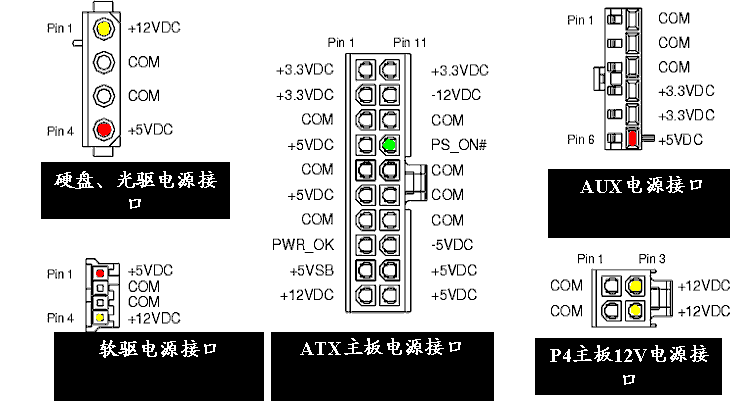 Pin 1 +12VDC
COM
COM
Pin 4 +5VDC
硬盘、光驱电源接
口
Pin 1 +5VDC
COM
COM
Pin 4 +12VDC
软驱电源接口
Pin 1 Pin 11
+3.3VDC +3.3VDC
+3.3VDC -12VDC
COM COM
+5VDC PS_ON#
COM COM
+5VDC COM
COM COM
PWR_OK -5VDC
+5VSB +5VDC
+12VDC +5VDC
ATX主板电源接口
Pin 1 COM
COM
COM
+3.3VDC
+3.3VDC
Pin 6 +5VDC
AUX电源接口
Pin 1 Pin 3
COM +12VDC
COM +12VDC
P4主板12V电源接
口